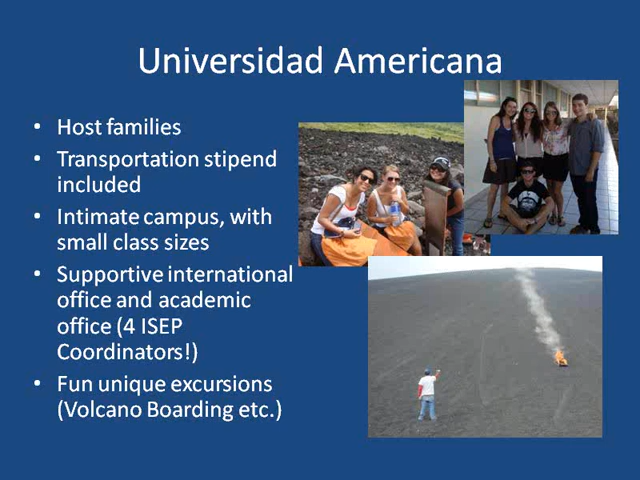 Universidad Americana
• Host families
• Transportation stipend
included
• Intimate campus, with
small class sizes
• Supportive international
office and academic
office (4 ISEP
Coordinators!)
• Fun unique excursions
(Volcano Boarding etc.)